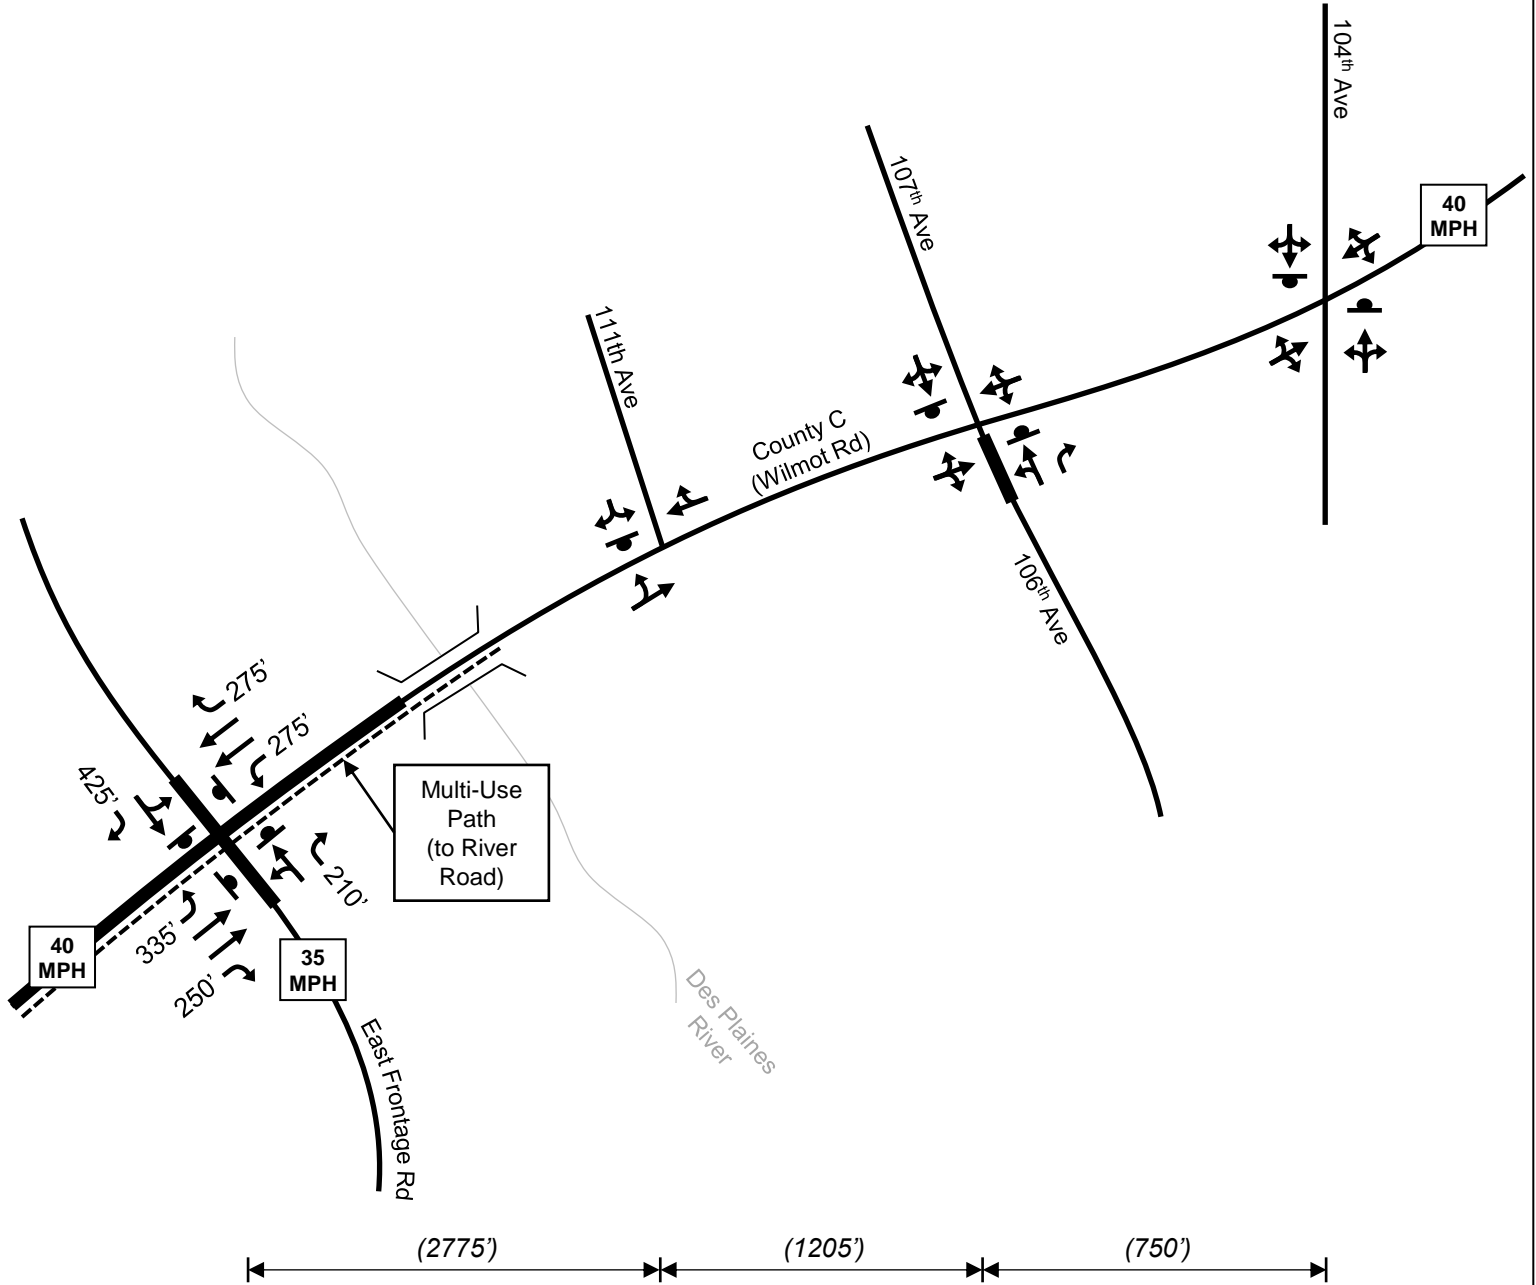 104th Ave
40
MPH
107th Ave
111th Ave
County C
(Wilmot Rd)
106th Ave
275’
275’
425’
Multi-Use
Path
(to River
Road)
210’
335’
250’
40
MPH
35
MPH
Des Plaines
River
East Frontage Rd
(2775’)
(1205’)
(750’)